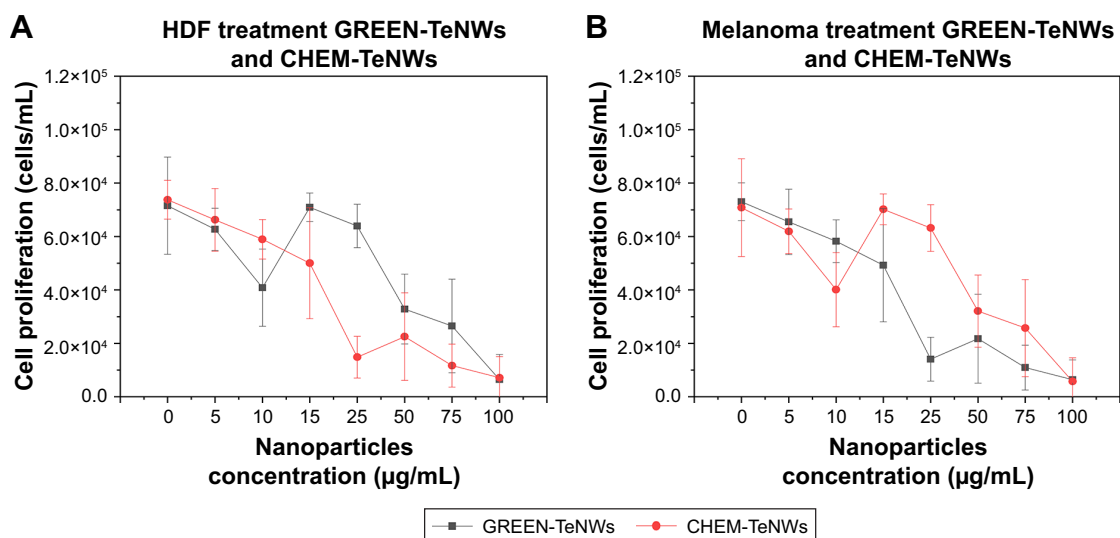 A
HDF treatment GREEN-TeNWs
and CHEM-TeNWs
Cell proliferation (cells/mL)
1.2×10⁵
1.0×10⁵
8.0×10⁴
6.0×10⁴
4.0×10⁴
2.0×10⁴
0.0
0 5 10 15 25 50 75 100
Nanoparticles
concentration (µg/mL)
B
Melanoma treatment GREEN-TeNWs
and CHEM-TeNWs
Cell proliferation (cells/mL)
1.2×10⁵
1.0×10⁵
8.0×10⁴
6.0×10⁴
4.0×10⁴
2.0×10⁴
0.0
0 5 10 15 25 50 75 100
Nanoparticles
concentration (µg/mL)
GREEN-TeNWs CHEM-TeNWs